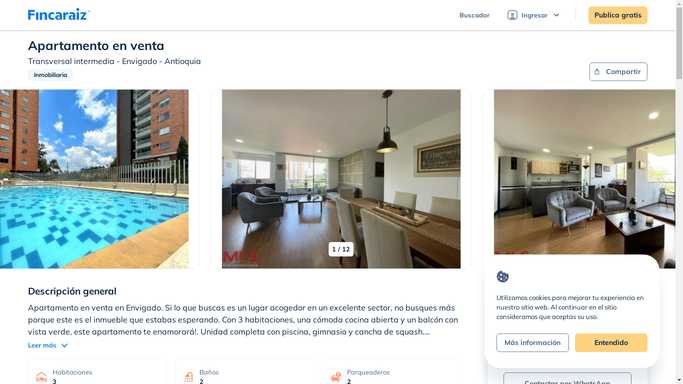 Fincaraiz
Buscador
Ingresar
Publica gratis
Apartamento en venta
Transversal intermedia - Envigado - Antioquia
Inmobiliaria
Compartir
1 / 12
Descripción general
Apartamento en venta en Envigado. Si lo que buscas es un lugar acogedor en un excelente sector, no busques más
porque este es el inmueble que estabas esperando. Con 3 habitaciones, una cómoda cocina abierta y un balcón con
vista verde, este apartamento te enamorará!. Unidad completa con piscina, gimnasio y cancha de squash....
Leer más
Habitaciones
3
Baños
2
Parqueaderos
2
Utilizamos cookies para mejorar tu experiencia en
nuestro sitio web. Al continuar en el sitio
consideramos que aceptas su uso.
Más información
Entendido
Contactar por WhatsApp